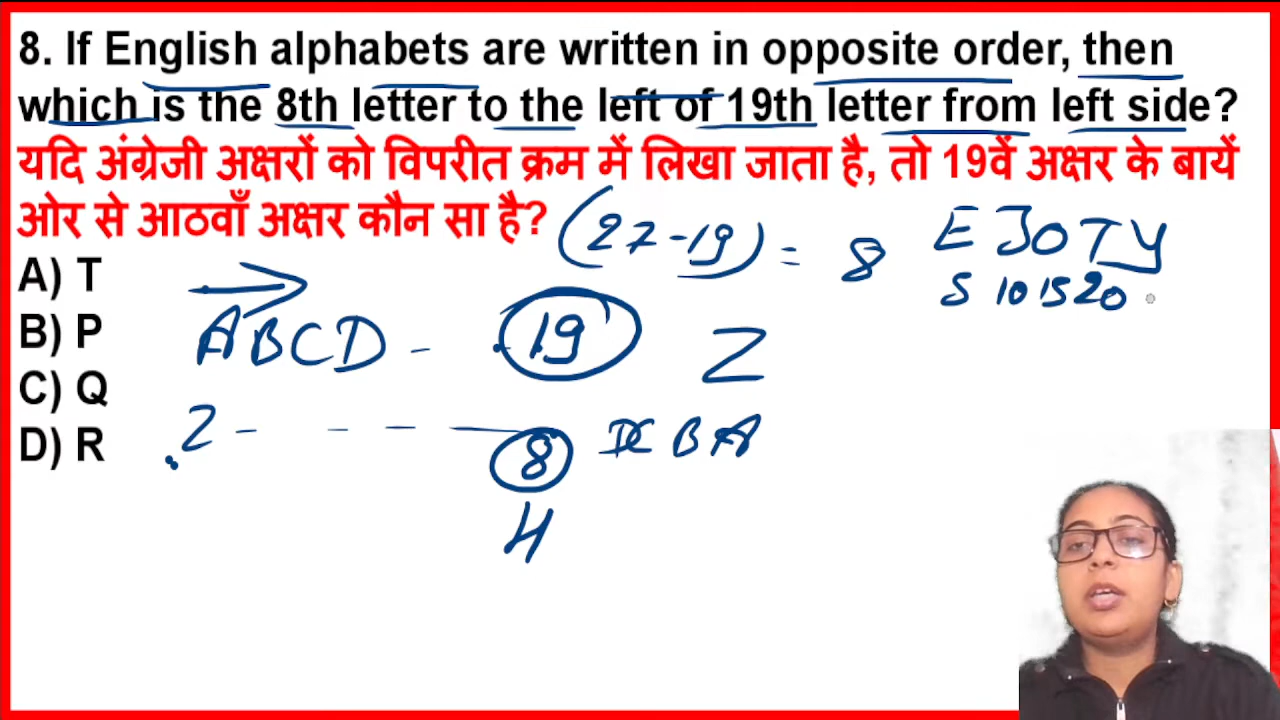 8. If English alphabets are written in opposite order, then
which is the 8th letter to the left of 19th letter from left side?
यदि अंग्रेजी अक्षरों को विपरीत क्रम में लिखा जाता है, तो 19वें अक्षर के बायें
ओर से आठवाँ अक्षर कौन सा है?
(27-19) = 8
E J O T Y
5 10 15 20
A) T
B) P
C) Q
D) R
A B C D - 19 Z
Z - - - 8 D C B A
H